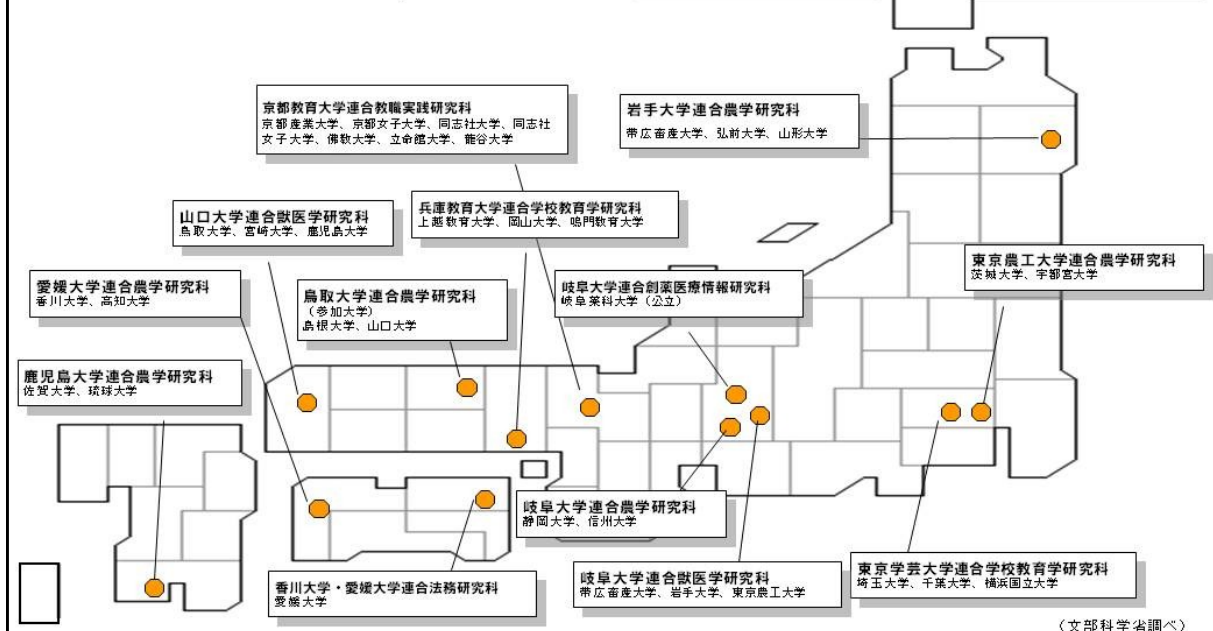 京都教育大学連合教職実践研究科
京都産業大学、京都女子大学、同志社大学、同志社
女子大学、佛教大学、立命館大学、龍谷大学
岩手大学連合農学研究科
帯広畜産大学、弘前大学、山形大学
兵庫教育大学連合学校教育学研究科
上越教育大学、岡山大学、鳴門教育大学
山口大学連合獣医学研究科
鳥取大学、宮崎大学、鹿児島大学
東京農工大学連合農学研究科
茨城大学、宇都宮大学
愛媛大学連合農学研究科
香川大学、高知大学
鳥取大学連合農学研究科
(参加大学)
島根大学、山口大学
岐阜大学連合創薬医療情報研究科
岐阜薬科大学(公立)
鹿児島大学連合農学研究科
佐賀大学、琉球大学
岐阜大学連合農学研究科
静岡大学、信州大学
香川大学・愛媛大学連合法務研究科
愛媛大学
岐阜大学連合獣医学研究科
帯広畜産大学、岩手大学、東京農工大学
東京学芸大学連合学校教育学研究科
埼玉大学、千葉大学、横浜国立大学
(文部科学省調べ)